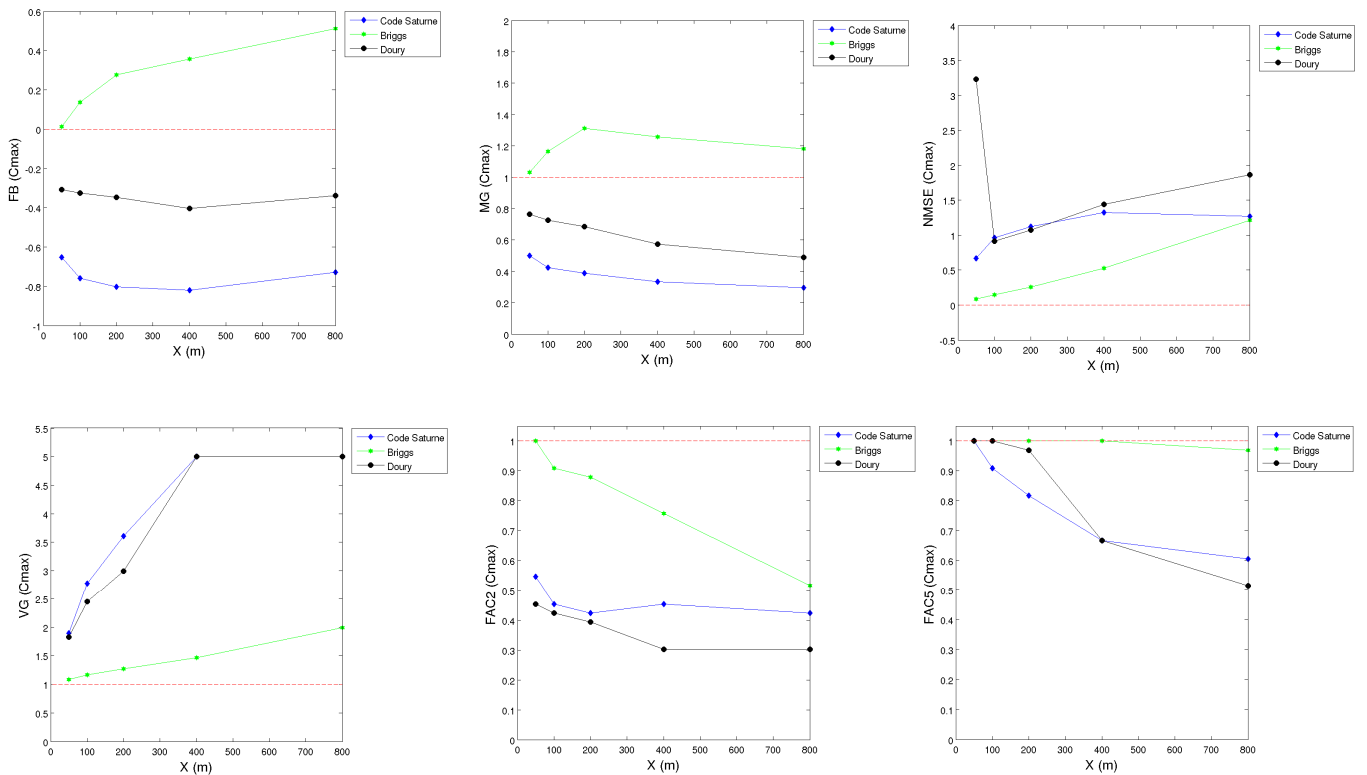 0.6
0.4
0.2
0
-0.2
-0.4
-0.6
-0.8
-1
FB (Cmax)
0 100 200 300 400 500 600 700 800
X (m)
Code Saturne
Briggs
Doury
2
1.8
1.6
1.4
1.2
1
0.8
0.6
0.4
0.2
0
MG (Cmax)
0 100 200 300 400 500 600 700 800
X (m)
Code Saturne
Briggs
Doury
4
3.5
3
2.5
2
1.5
1
0.5
0
-0.5
NMSE (Cmax)
0 100 200 300 400 500 600 700 800
X (m)
Code Saturne
Briggs
Doury
5.5
5
4.5
4
3.5
3
2.5
2
1.5
1
0.5
0
VG (Cmax)
0 100 200 300 400 500 600 700 800
X (m)
Code Saturne
Briggs
Doury
1
0.9
0.8
0.7
0.6
0.5
0.4
0.3
0.2
0.1
0
FAC2 (Cmax)
0 100 200 300 400 500 600 700 800
X (m)
Code Saturne
Briggs
Doury
1
0.9
0.8
0.7
0.6
0.5
0.4
0.3
0.2
0.1
0
FAC5 (Cmax)
0 100 200 300 400 500 600 700 800
X (m)
Code Saturne
Briggs
Doury